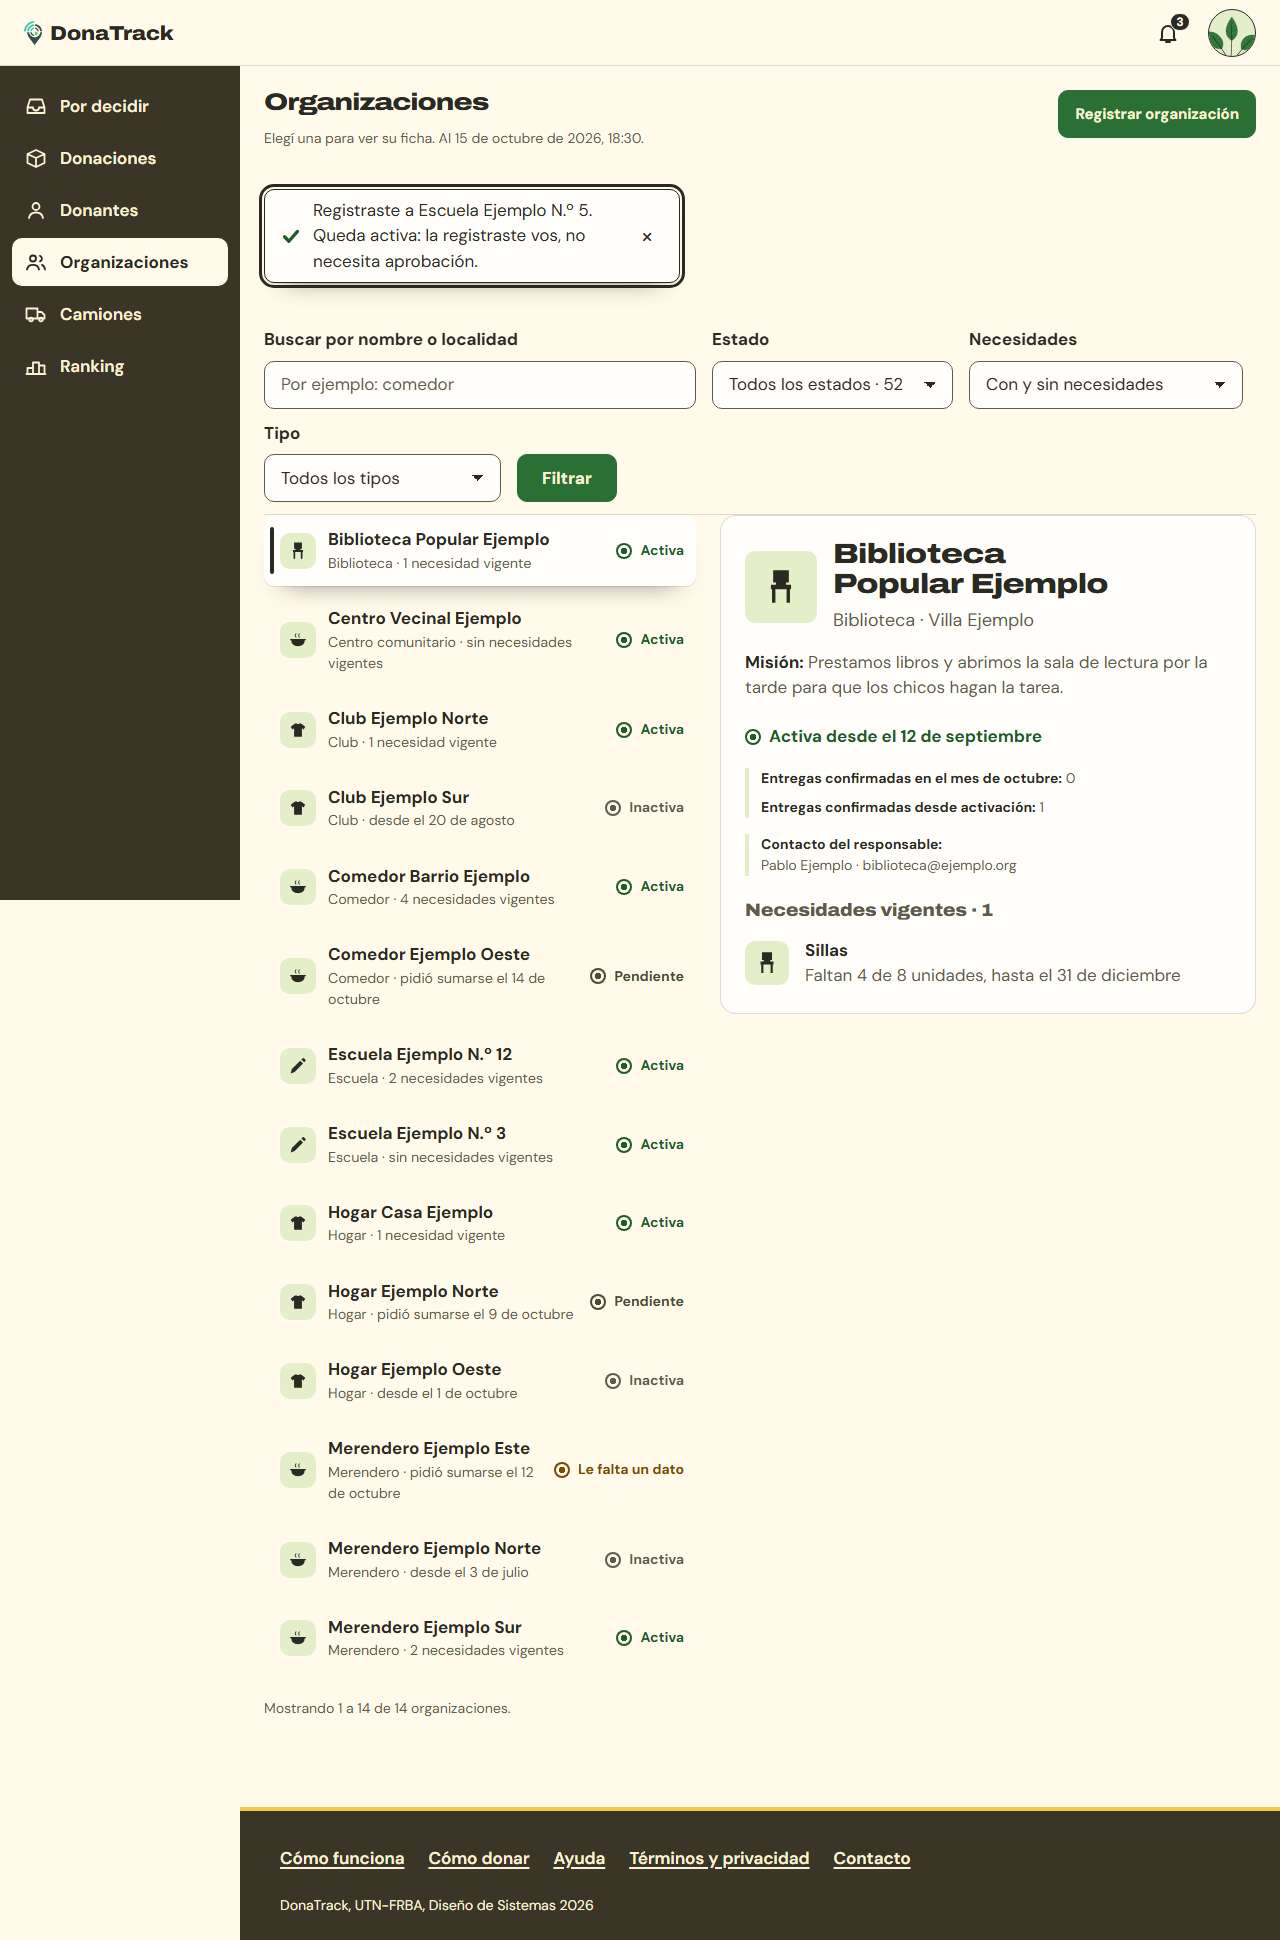 DonaTrack
3
Por decidir
Donaciones
Donantes
Organizaciones
Camiones
Ranking
Organizaciones
Elegí una para ver su ficha. Al 15 de octubre de 2026, 18:30.
Registrar organización
Registraste a Escuela Ejemplo N.º 5.
Queda activa: la registraste vos, no
necesita aprobación.
Buscar por nombre o localidad
Por ejemplo: comedor
Estado
Todos los estados · 52
Necesidades
Con y sin necesidades
Tipo
Todos los tipos
Filtrar
Biblioteca Popular Ejemplo
Biblioteca · 1 necesidad vigente
Activa
Centro Vecinal Ejemplo
Centro comunitario · sin necesidades
vigentes
Activa
Club Ejemplo Norte
Club · 1 necesidad vigente
Activa
Club Ejemplo Sur
Club · desde el 20 de agosto
Inactiva
Comedor Barrio Ejemplo
Comedor · 4 necesidades vigentes
Activa
Comedor Ejemplo Oeste
Comedor · pidió sumarse el 14 de
octubre
Pendiente
Escuela Ejemplo N.º 12
Escuela · 2 necesidades vigentes
Activa
Escuela Ejemplo N.º 3
Escuela · sin necesidades vigentes
Activa
Hogar Casa Ejemplo
Hogar · 1 necesidad vigente
Activa
Hogar Ejemplo Norte
Hogar · pidió sumarse el 9 de octubre
Pendiente
Hogar Ejemplo Oeste
Hogar · desde el 1 de octubre
Inactiva
Merendero Ejemplo Este
Merendero · pidió sumarse el 12
de octubre
Le falta un dato
Merendero Ejemplo Norte
Merendero · desde el 3 de julio
Inactiva
Merendero Ejemplo Sur
Merendero · 2 necesidades vigentes
Activa
Mostrando 1 a 14 de 14 organizaciones.
Biblioteca
Popular Ejemplo
Biblioteca · Villa Ejemplo
Misión: Prestamos libros y abrimos la sala de lectura por la
tarde para que los chicos hagan la tarea.
Activa desde el 12 de septiembre
Entregas confirmadas en el mes de octubre: 0
Entregas confirmadas desde activación: 1
Contacto del responsable:
Pablo Ejemplo · biblioteca@ejemplo.org
Necesidades vigentes · 1
Sillas
Faltan 4 de 8 unidades, hasta el 31 de diciembre
Cómo funciona
Cómo donar
Ayuda
Términos y privacidad
Contacto
DonaTrack, UTN-FRBA, Diseño de Sistemas 2026